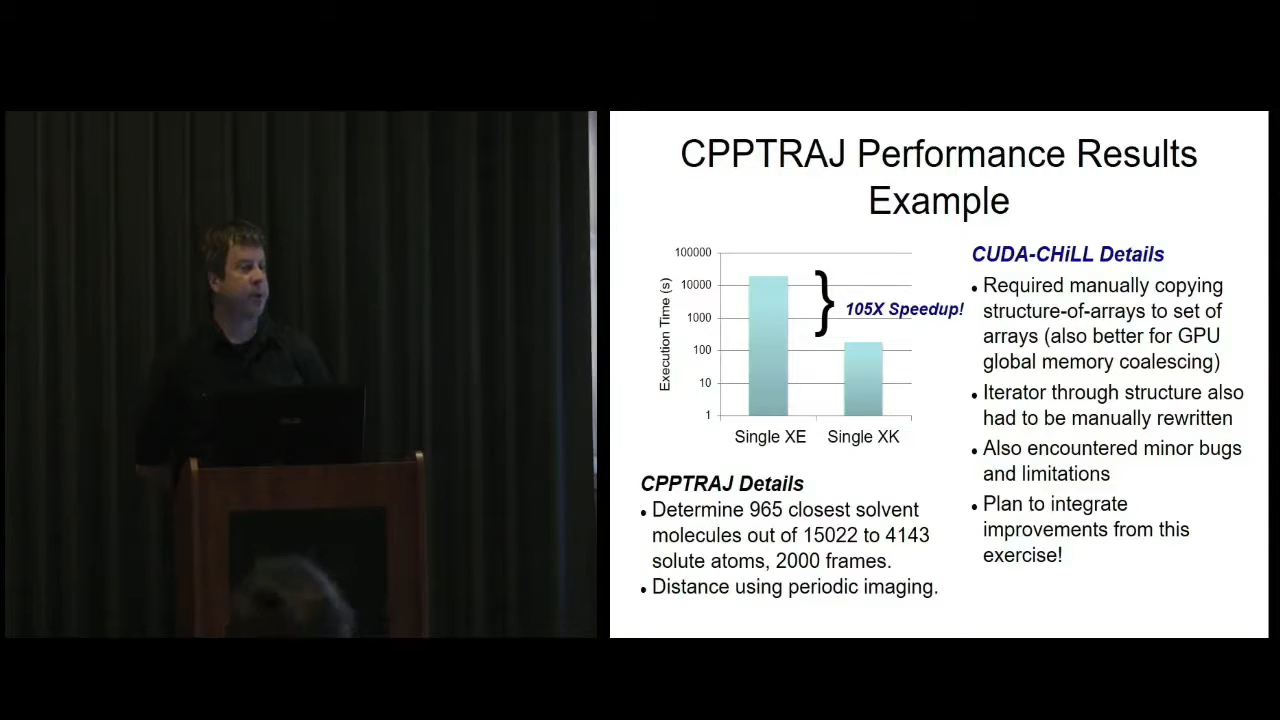 CPPTRAJ Performance Results
Example
100000
10000
1000
100
10
1
Execution Time (s)
105X Speedup!
Single XE
Single XK
CPPTRAJ Details
• Determine 965 closest solvent
molecules out of 15022 to 4143
solute atoms, 2000 frames.
• Distance using periodic imaging.
CUDA-CHiLL Details
• Required manually copying
structure-of-arrays to set of
arrays (also better for GPU
global memory coalescing)
• Iterator through structure also
had to be manually rewritten
• Also encountered minor bugs
and limitations
• Plan to integrate
improvements from this
exercise!